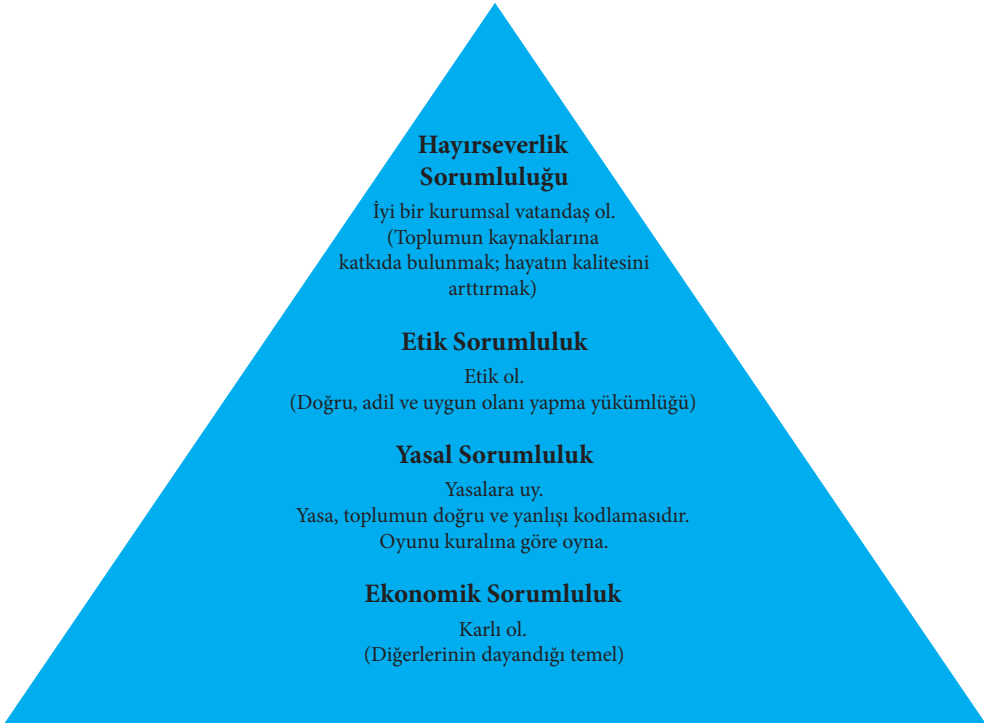 Hayırseverlik
Sorumluluğu
İyi bir kurumsal vatandaş ol.
(Toplumun kaynaklarına
katkıda bulunmak; hayatın kalitesini
arttırmak)
Etik Sorumluluk
Etik ol.
(Doğru, adil ve uygun olanı yapma yükümlüğü)
Yasal Sorumluluk
Yasalara uy.
Yasa, toplumun doğru ve yanlışı kodlamasıdır.
Oyunu kuralına göre oyna.
Ekonomik Sorumluluk
Karlı ol.
(Diğerlerinin dayandığı temel)